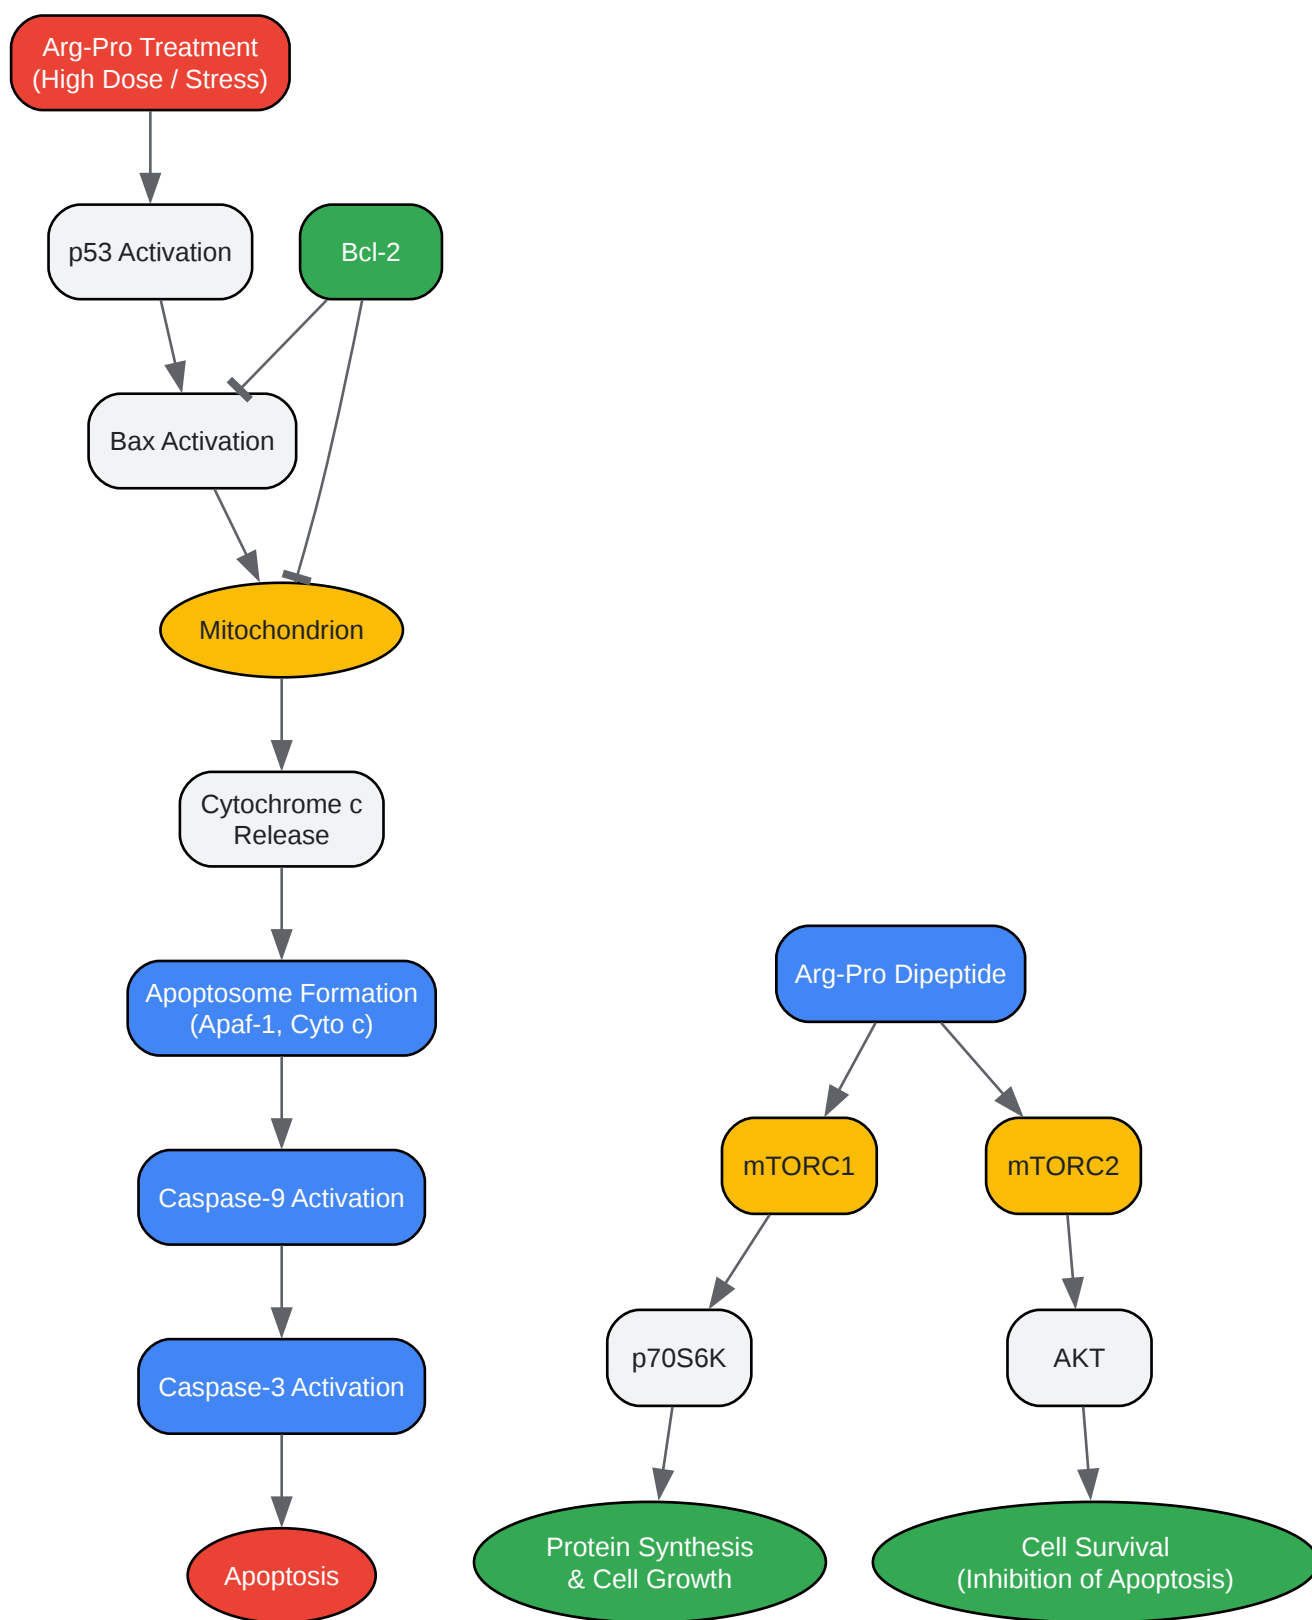 Arg-Pro Treatment
(High Dose / Stress)
p53 Activation
Bcl-2
Bax Activation
Mitochondrion
Cytochrome c
Release
Apoptosome Formation
(Apaf-1, Cyto c)
Caspase-9 Activation
Caspase-3 Activation
Apoptosis
Arg-Pro Dipeptide
mTORC1
mTORC2
p70S6K
AKT
Protein Synthesis
& Cell Growth
Cell Survival
(Inhibition of Apoptosis)